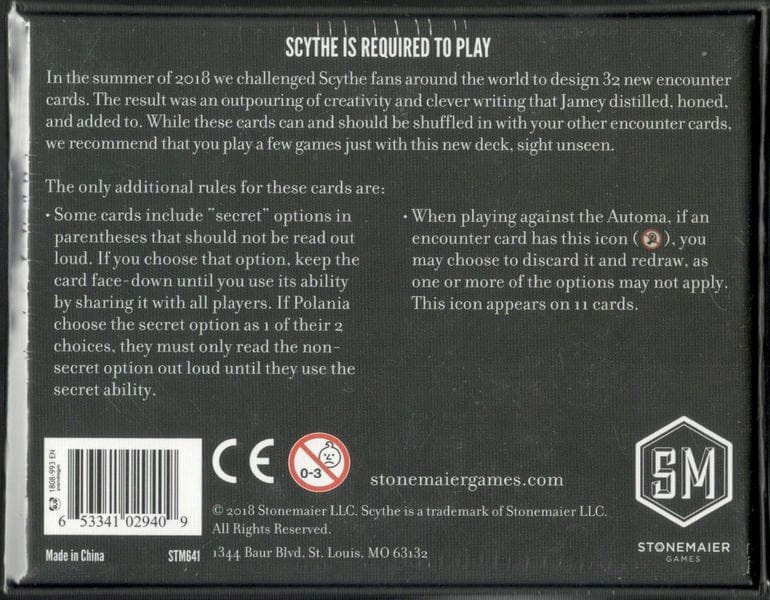 SCYTHE IS REQUIRED TO PLAY
In the summer of 2018 we challenged Scythe fans around the world to design 32 new encounter
cards. The result was an outpouring of creativity and clever writing that Jamey distilled, honed,
and added to. While these cards can and should be shuffled in with your other encounter cards,
we recommend that you play a few games just with this new deck, sight unseen.
The only additional rules for these cards are:
• Some cards include "secret" options in
parentheses that should not be read out
loud. If you choose that option, keep the
card face-down until you use its ability
by sharing it with all players. If Polania
choose the secret option as 1 of their 2
choices, they must only read the non-
secret option out loud until they use the
secret ability.
• When playing against the Automa, if an
encounter card has this icon ( ), you
may choose to discard it and redraw, as
one or more of the options may not apply.
This icon appears on 11 cards.
1808-993 EN
6 53341 02940 9
CE
0-3
stonemaiergames.com
SM
STONEMAIER
GAMES
© 2018 Stonemaier LLC. Scythe is a trademark of Stonemaier LLC.
All Rights Reserved.
Made in China
STM641
1344 Baur Blvd, St. Louis, MO 63132